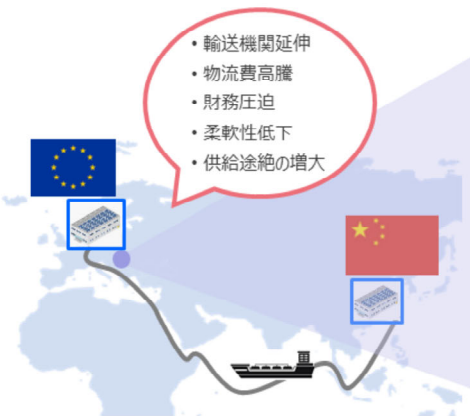 ・輸送機関延伸
・物流費高騰
・財務圧迫
・柔軟性低下
・供給途絶の増大